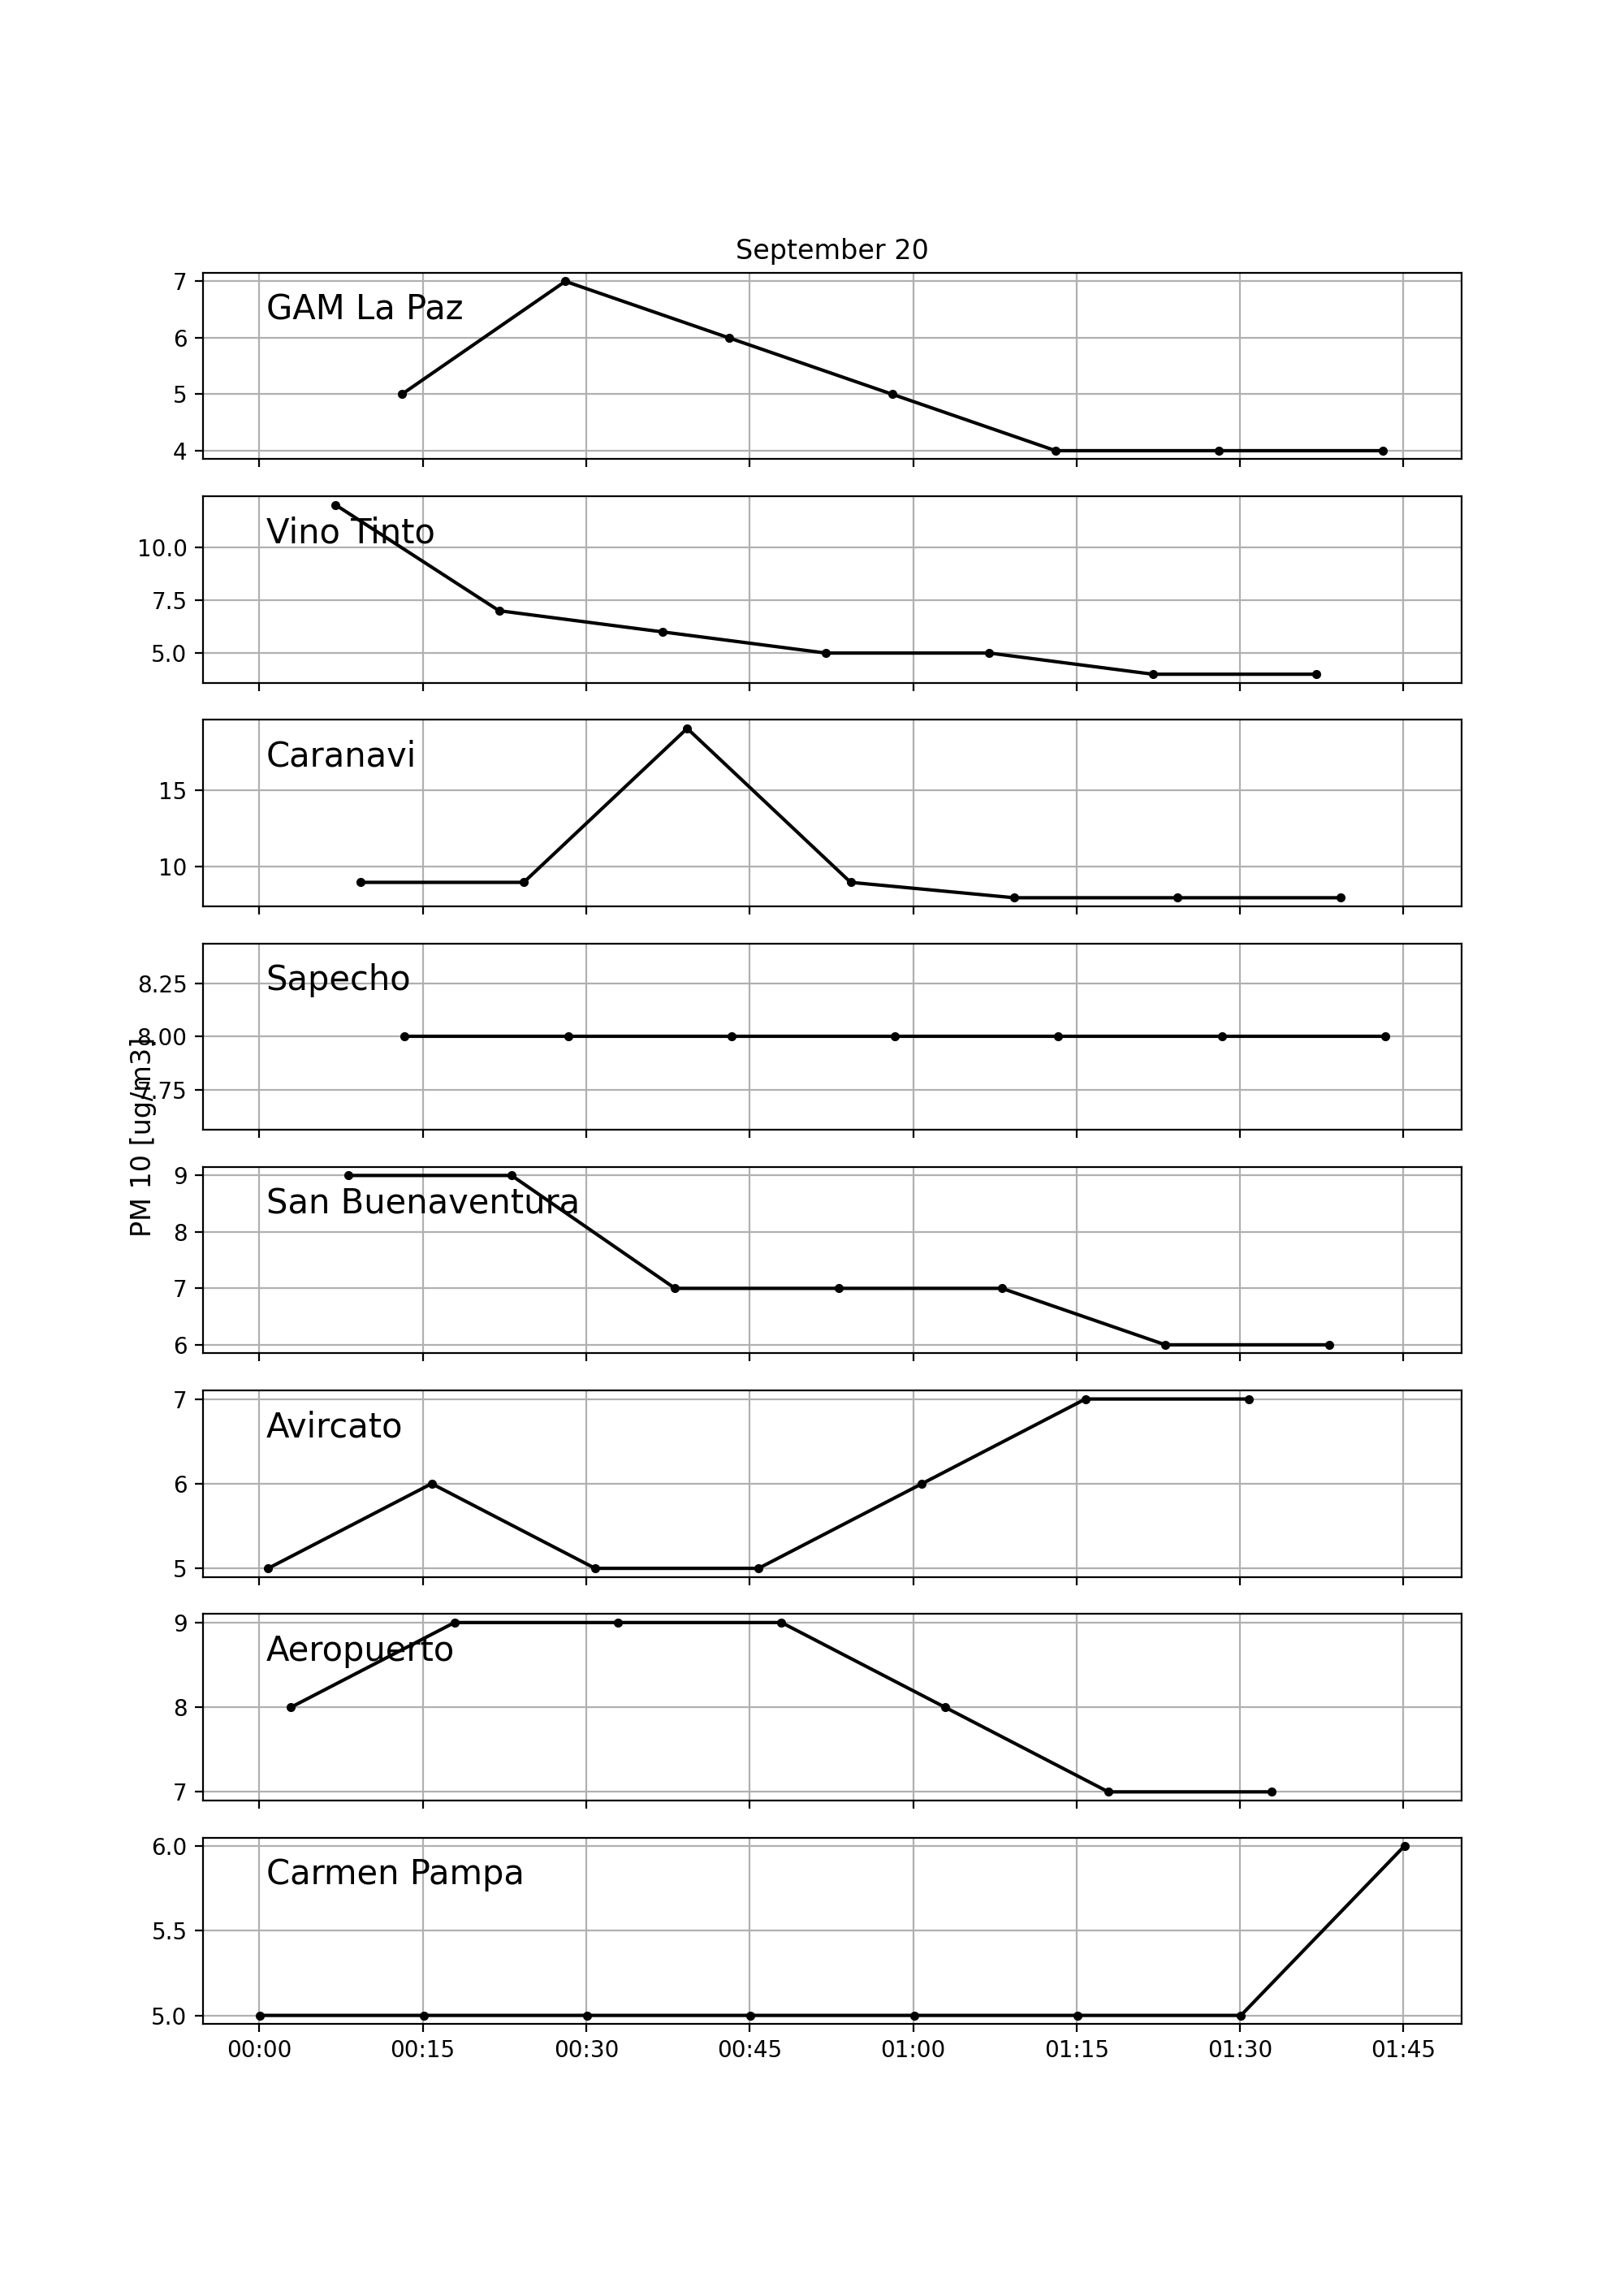 September 20
7
GAM La Paz
6
5
4
Vino Tinto
10.0
7.5
5.0
Caranavi
15
10
Sapecho
8.25
8.00
7.75
PM 10 [ug/m3]
9
San Buenaventura
8
7
6
7
Avircato
6
5
9
Aeropuerto
8
7
6.0
Carmen Pampa
5.5
5.0
00:00 00:15 00:30 00:45 01:00 01:15 01:30 01:45